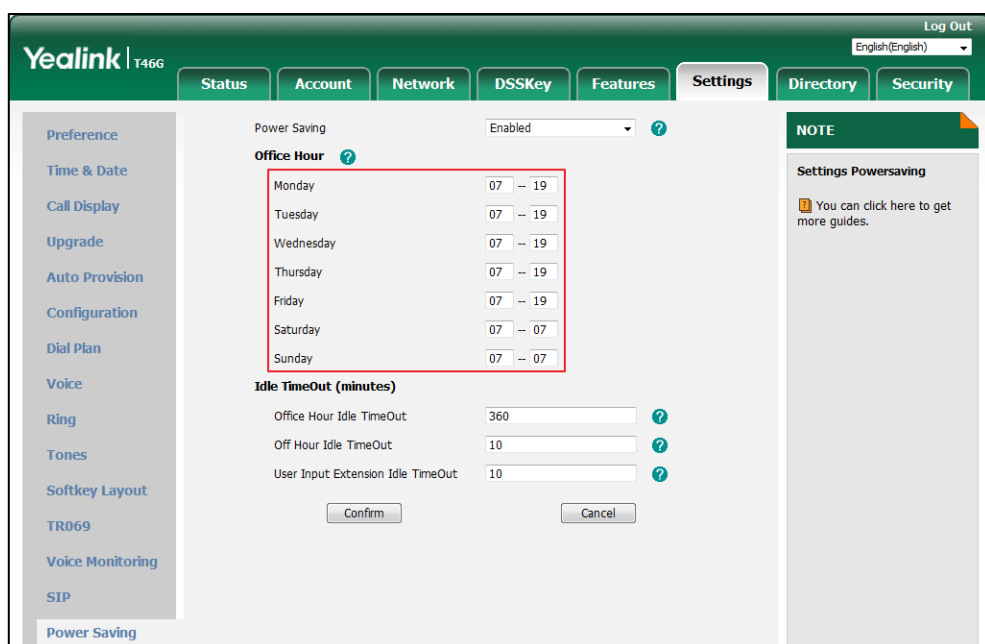 Log Out
Yealink T46G
English(English)
Status Account Network DSSKey Features Settings Directory Security
Preference
Time & Date
Call Display
Upgrade
Auto Provision
Configuration
Dial Plan
Voice
Ring
Tones
Softkey Layout
TR069
Voice Monitoring
SIP
Power Saving
Power Saving Enabled ?
Office Hour ?
Monday 07 -- 19
Tuesday 07 -- 19
Wednesday 07 -- 19
Thursday 07 -- 19
Friday 07 -- 19
Saturday 07 -- 07
Sunday 07 -- 07
Idle TimeOut (minutes)
Office Hour Idle TimeOut 360 ?
Off Hour Idle TimeOut 10 ?
User Input Extension Idle TimeOut 10 ?
Confirm Cancel
NOTE
Settings Powersaving
? You can click here to get
more guides.